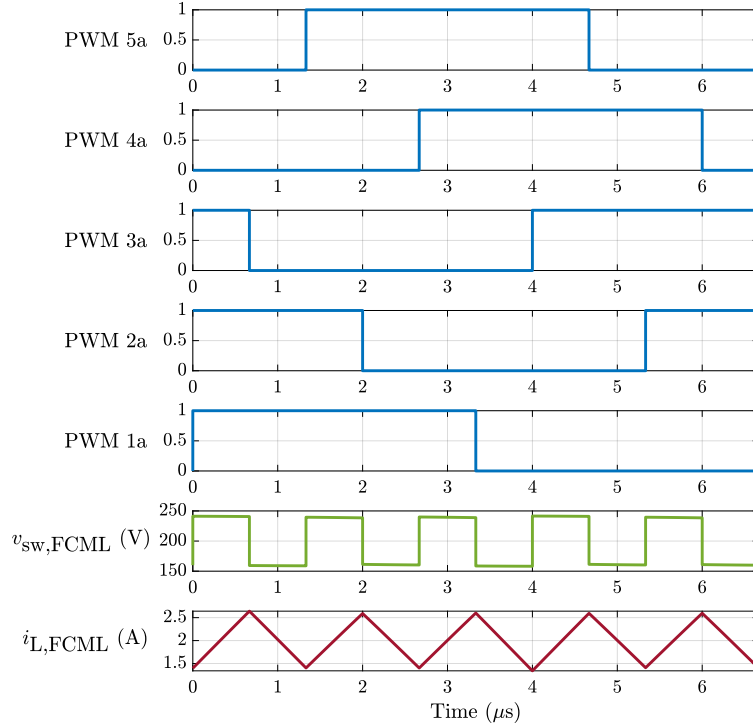 PWM 5a
1
0.5
0
0 1 2 3 4 5 6
PWM 4a
1
0.5
0
0 1 2 3 4 5 6
PWM 3a
1
0.5
0
0 1 2 3 4 5 6
PWM 2a
1
0.5
0
0 1 2 3 4 5 6
PWM 1a
1
0.5
0
0 1 2 3 4 5 6
v_sw,FCML (V)
250
200
150
0 1 2 3 4 5 6
i_L,FCML (A)
2.5
2
1.5
0 1 2 3 4 5 6
Time (μs)